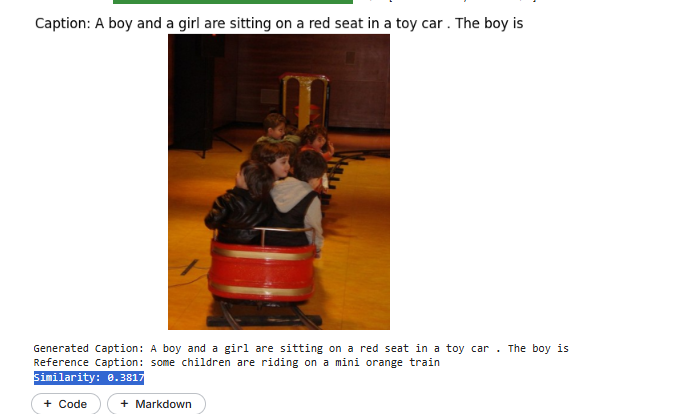 Caption: A boy and a girl are sitting on a red seat in a toy car . The boy is
Generated Caption: A boy and a girl are sitting on a red seat in a toy car . The boy is
Reference Caption: some children are riding on a mini orange train
Similarity: 0.3817
+ Code
+ Markdown